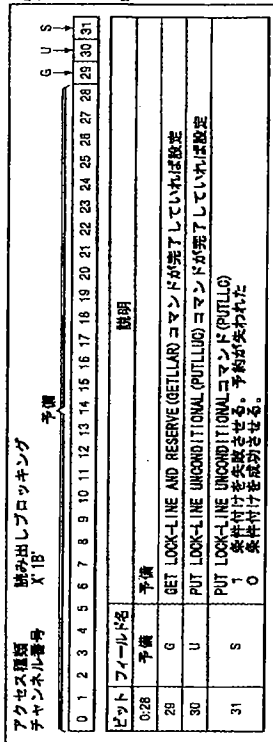 アクセス種類 読み出しブロッキング
チャンネル番号 X'1B'
予備
G U S
0 1 2 3 4 5 6 7 8 9 10 11 12 13 14 15 16 17 18 19 20 21 22 23 24 25 26 27 28 29 30 31
ビット フィールド名 説明
0:28 予備 予備
29 G GET LOCK-LINE AND RESERVE(GETLLAR)コマンドが完了していれば設定
30 U PUT LOCK-LINE UNCONDITIONAL(PUTLLUC)コマンドが完了していれば設定
31 S PUT LOCK-LINE UNCONDITIONALコマンド(PUTLLC)
1 条件付けを失敗させる。予約が失われた
0 条件付けを成功させる。